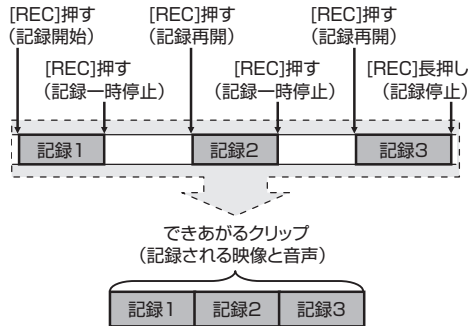 [REC]押す
(記録開始)
[REC]押す
(記録再開)
[REC]押す
(記録再開)
[REC]押す
(記録一時停止)
[REC]押す
(記録一時停止)
[REC]長押し
(記録停止)
記録1
記録2
記録3
できあがるクリップ
(記録される映像と音声)
記録1
記録2
記録3